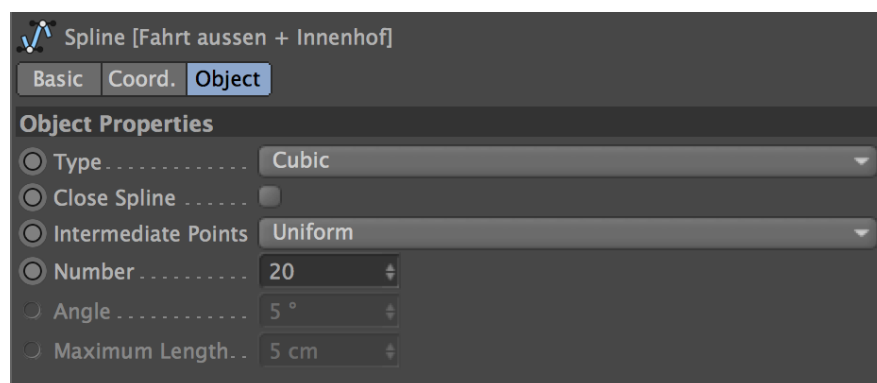 Spline [Fahrt aussen + Innenhof]
Basic Coord. Object
Object Properties
Type............. Cubic
Close Spline ......
Intermediate Points Uniform
Number.......... 20
Angle............ 5 °
Maximum Length.. 5 cm